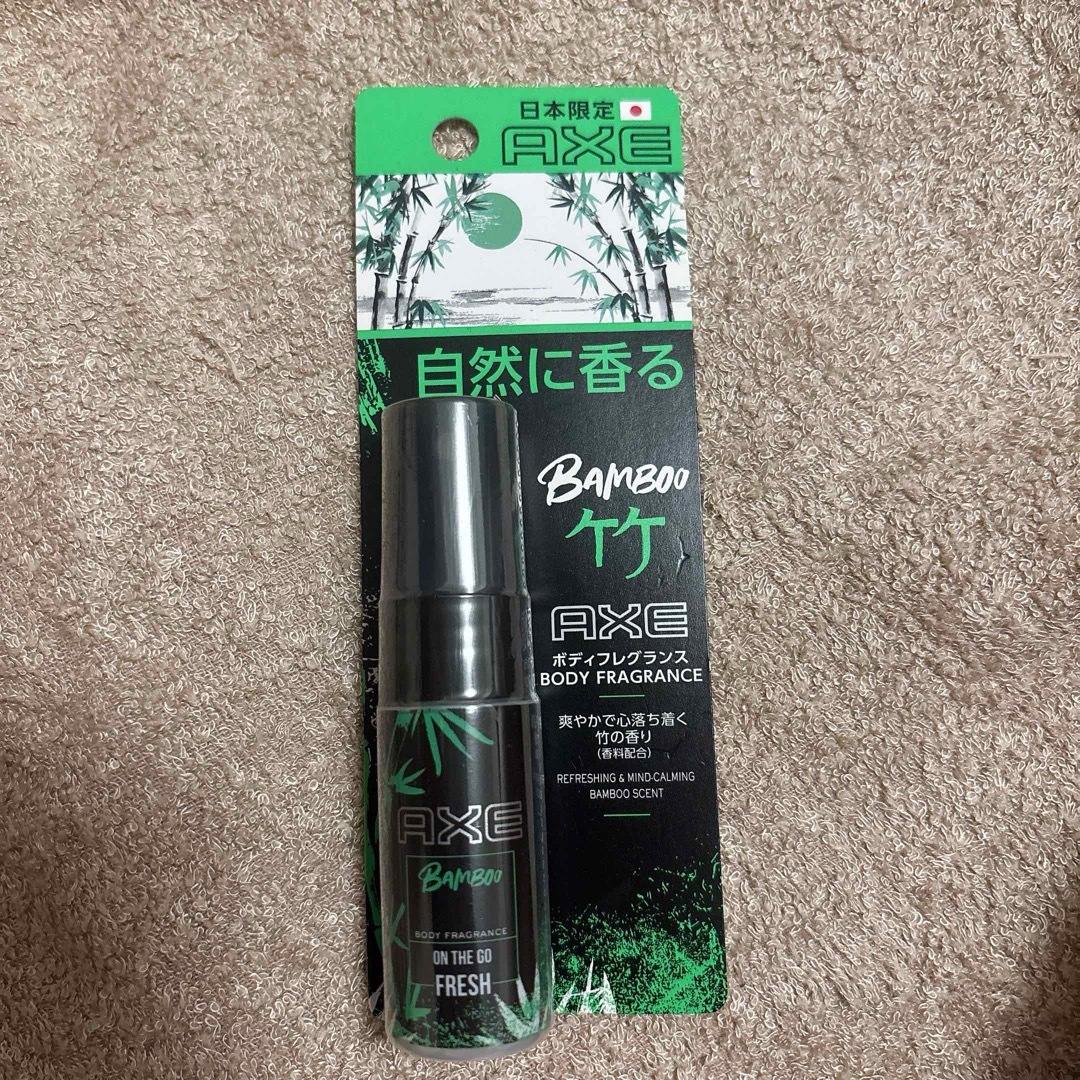 日本限定
AXE
自然に香る
BAMBOO
竹
AXE
ボディフレグランス
BODY FRAGRANCE
爽やかで心落ち着く
竹の香り
(香料配合)
REFRESHING & MIND-CALMING
BAMBOO SCENT
AXE
BAMBOO
BODY FRAGRANCE
ON THE GO
FRESH